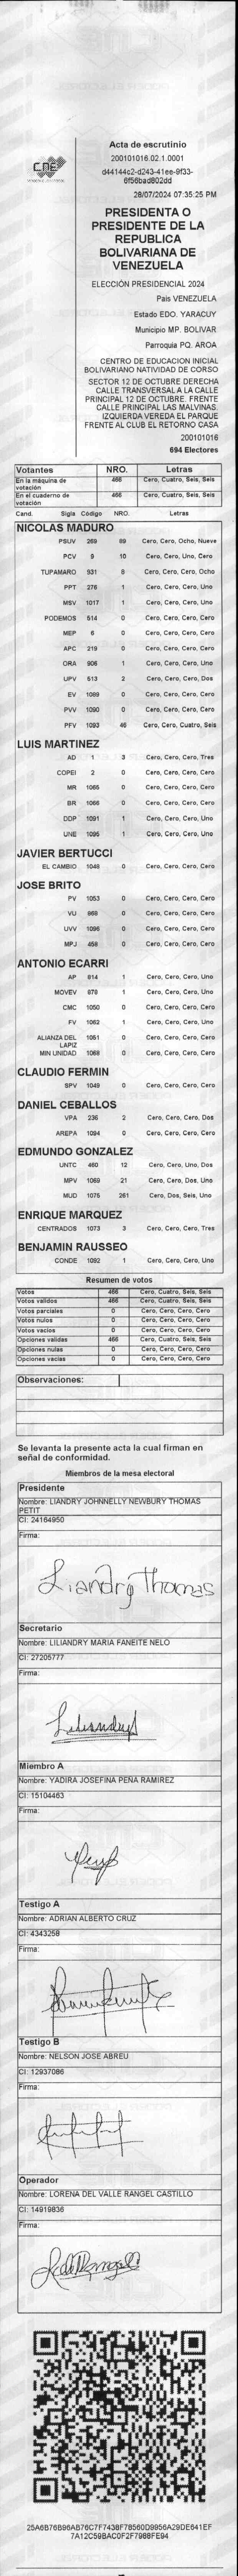 CNE
Acta de escrutinio
200101016.02.1.0001
d44144c2-d243-41ee-9f33-
6f56bad802dd
28/07/2024 07:35:25 PM
PRESIDENTA O
PRESIDENTE DE LA
REPUBLICA
BOLIVARIANA DE
VENEZUELA
ELECCIÓN PRESIDENCIAL 2024
Pais VENEZUELA
Estado EDO. YARACUY
Municipio MP. BOLIVAR
Parroquia PQ. AROA
CENTRO DE EDUCACION INICIAL
BOLIVARIANO NATIVIDAD DE CORSO
SECTOR 12 DE OCTUBRE DERECHA
CALLE TRANSVERSAL A LA CALLE
PRINCIPAL 12 DE OCTUBRE. FRENTE
CALLE PRINCIPAL LAS MALVINAS.
IZQUIERDA VEREDA EL PARQUE
FRENTE AL CLUB EL RETORNO CASA
200101016
694 Electores
Votantes NRO. Letras
En la máquina de votación 466 Cero, Cuatro, Seis, Seis
En el cuaderno de votación 466 Cero, Cuatro, Seis, Seis
Cand. Sigla Código NRO. Letras
NICOLAS MADURO
PSUV 269 89 Cero, Cero, Ocho, Nueve
PCV 9 10 Cero, Cero, Uno, Cero
TUPAMARO 931 8 Cero, Cero, Cero, Ocho
PPT 276 1 Cero, Cero, Cero, Uno
MSV 1017 1 Cero, Cero, Cero, Uno
PODEMOS 514 0 Cero, Cero, Cero, Cero
MEP 6 0 Cero, Cero, Cero, Cero
APC 219 0 Cero, Cero, Cero, Cero
ORA 906 1 Cero, Cero, Cero, Uno
UPV 513 2 Cero, Cero, Cero, Dos
EV 1089 0 Cero, Cero, Cero, Cero
PVV 1090 0 Cero, Cero, Cero, Cero
PFV 1093 46 Cero, Cero, Cuatro, Seis
LUIS MARTINEZ
AD 1 3 Cero, Cero, Cero, Tres
COPEI 2 0 Cero, Cero, Cero, Cero
MR 1065 0 Cero, Cero, Cero, Cero
BR 1066 0 Cero, Cero, Cero, Cero
DDP 1091 1 Cero, Cero, Cero, Uno
UNE 1095 1 Cero, Cero, Cero, Uno
JAVIER BERTUCCI
EL CAMBIO 1048 0 Cero, Cero, Cero, Cero
JOSE BRITO
PV 1053 0 Cero, Cero, Cero, Cero
VU 868 0 Cero, Cero, Cero, Cero
UVV 1096 0 Cero, Cero, Cero, Cero
MPJ 458 0 Cero, Cero, Cero, Cero
ANTONIO ECARRI
AP 814 1 Cero, Cero, Cero, Uno
MOVEV 978 1 Cero, Cero, Cero, Uno
CMC 1050 0 Cero, Cero, Cero, Cero
FV 1062 1 Cero, Cero, Cero, Uno
ALIANZA DEL LAPIZ 1051 0 Cero, Cero, Cero, Cero
MIN UNIDAD 1068 0 Cero, Cero, Cero, Cero
CLAUDIO FERMIN
SPV 1049 0 Cero, Cero, Cero, Cero
DANIEL CEBALLOS
VPA 236 2 Cero, Cero, Cero, Dos
AREPA 1094 0 Cero, Cero, Cero, Cero
EDMUNDO GONZALEZ
UNTC 460 12 Cero, Cero, Uno, Dos
MPV 1069 21 Cero, Cero, Dos, Uno
MUD 1075 261 Cero, Dos, Seis, Uno
ENRIQUE MARQUEZ
CENTRADOS 1073 3 Cero, Cero, Cero, Tres
BENJAMIN RAUSSEO
CONDE 1092 1 Cero, Cero, Cero, Uno
Resumen de votos
Votos 466 Cero, Cuatro, Seis, Seis
Votos validos 466 Cero, Cuatro, Seis, Seis
Votos parciales 0 Cero, Cero, Cero, Cero
Votos nulos 0 Cero, Cero, Cero, Cero
Votos vacios 0 Cero, Cero, Cero, Cero
Opciones validas 466 Cero, Cuatro, Seis, Seis
Opciones nulas 0 Cero, Cero, Cero, Cero
Opciones vacias 0 Cero, Cero, Cero, Cero
Observaciones:
Se levanta la presente acta la cual firman en
señal de conformidad.
Miembros de la mesa electoral
Presidente
Nombre: LIANDRY JOHNNELLY NEWBURY THOMAS
PETIT
CI: 24164950
Firma:
Liandry Thomas
Secretario
Nombre: LILIANDRY MARIA FANEITE NELO
CI: 27205777
Firma:
Miembro A
Nombre: YADIRA JOSEFINA PENA RAMIREZ
CI: 15104463
Firma:
Testigo A
Nombre: ADRIAN ALBERTO CRUZ
CI: 4343258
Firma:
Testigo B
Nombre: NELSON JOSE ABREU
CI: 12937086
Firma:
Operador
Nombre: LORENA DEL VALLE RANGEL CASTILLO
CI: 14919836
Firma:
25A6B76B96AB76C7F7438F78560D9956A29DE641EF
7A12C59BAC0F2F7988FE94